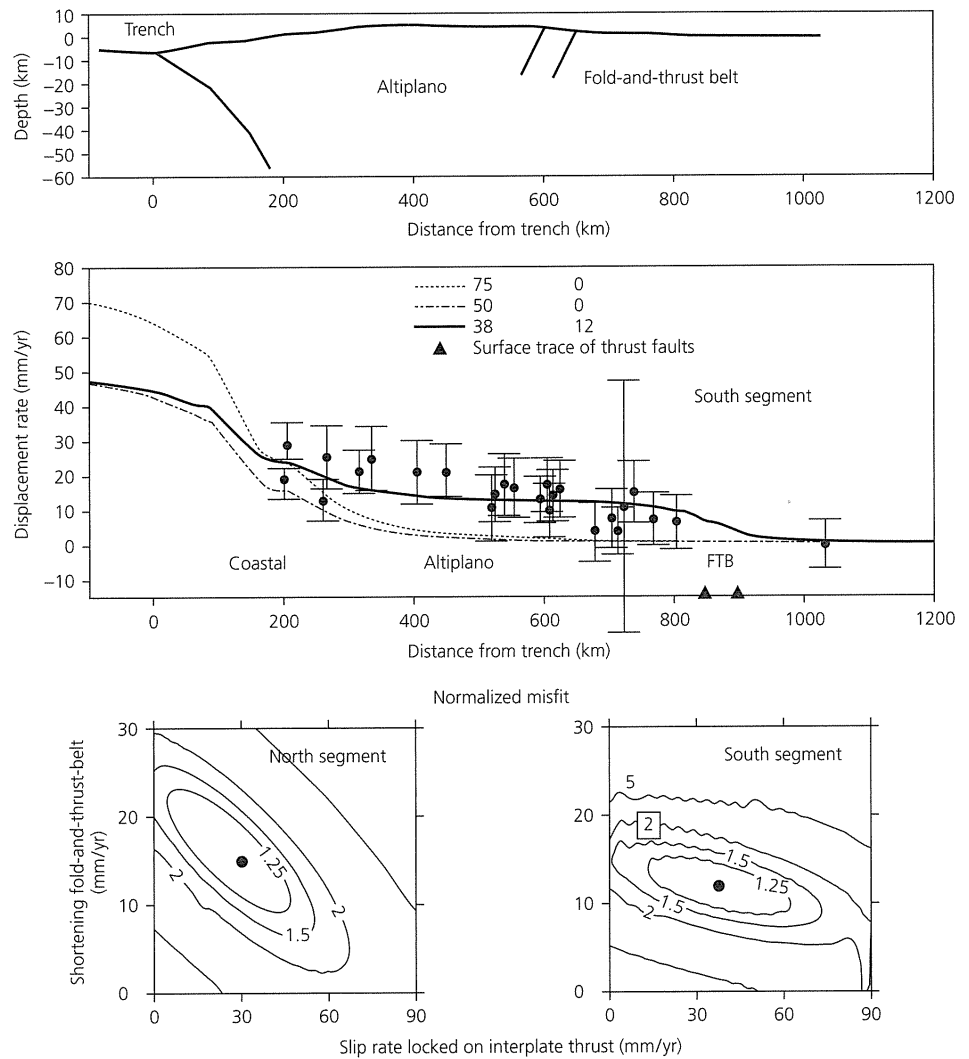 10
0
−10
−20
−30
−40
−50
−60
Depth (km)
Trench
Altiplano
Fold-and-thrust belt
0 200 400 600 800 1000 1200
Distance from trench (km)
80
70
60
50
40
30
20
10
0
−10
Displacement rate (mm/yr)
75 0
50 0
38 12
Surface trace of thrust faults
South segment
Coastal
Altiplano
FTB
0 200 400 600 800 1000 1200
Distance from trench (km)
Normalized misfit
30
20
10
0
Shortening fold-and-thrust-belt
(mm/yr)
North segment
1.25
1.5
2
2
0 30 60 90
30
20
10
0
South segment
5
2
1.5
1.25
1.5
2
0 30 60 90
Slip rate locked on interplate thrust (mm/yr)